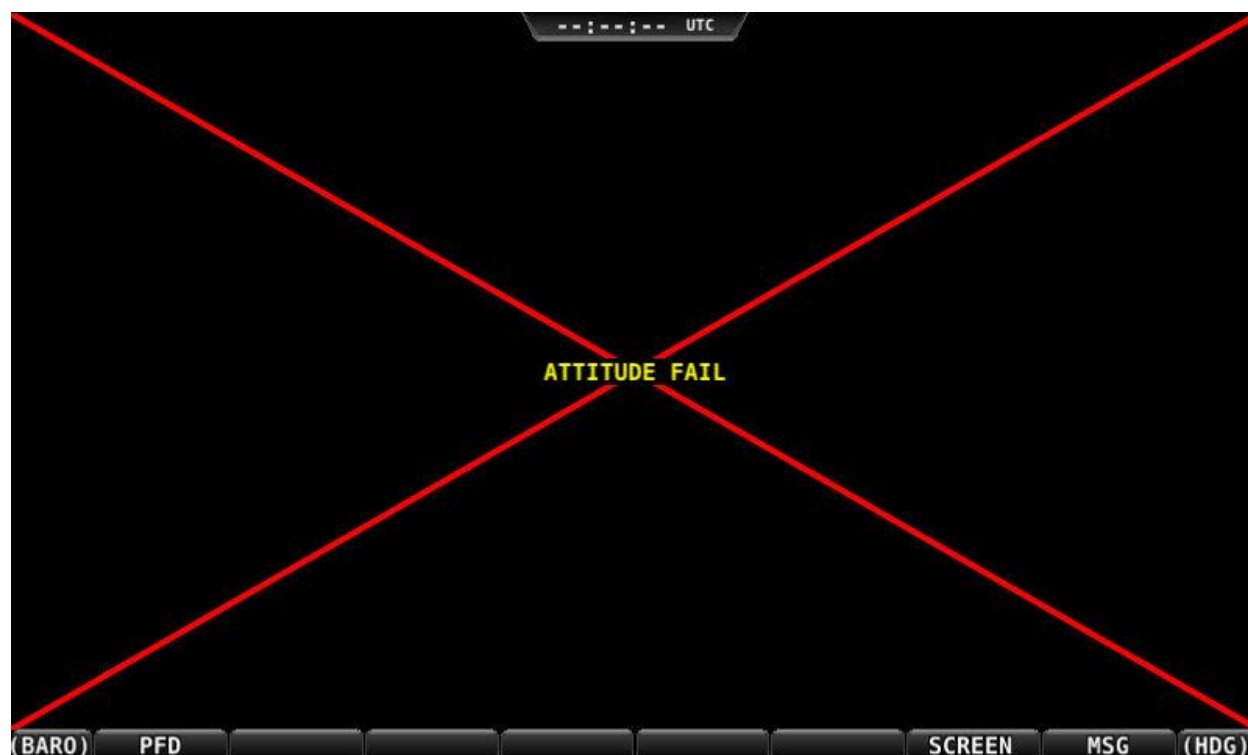 --:--:-- UTC
ATTITUDE FAIL
(BARO) PFD SCREEN MSG (HDG)